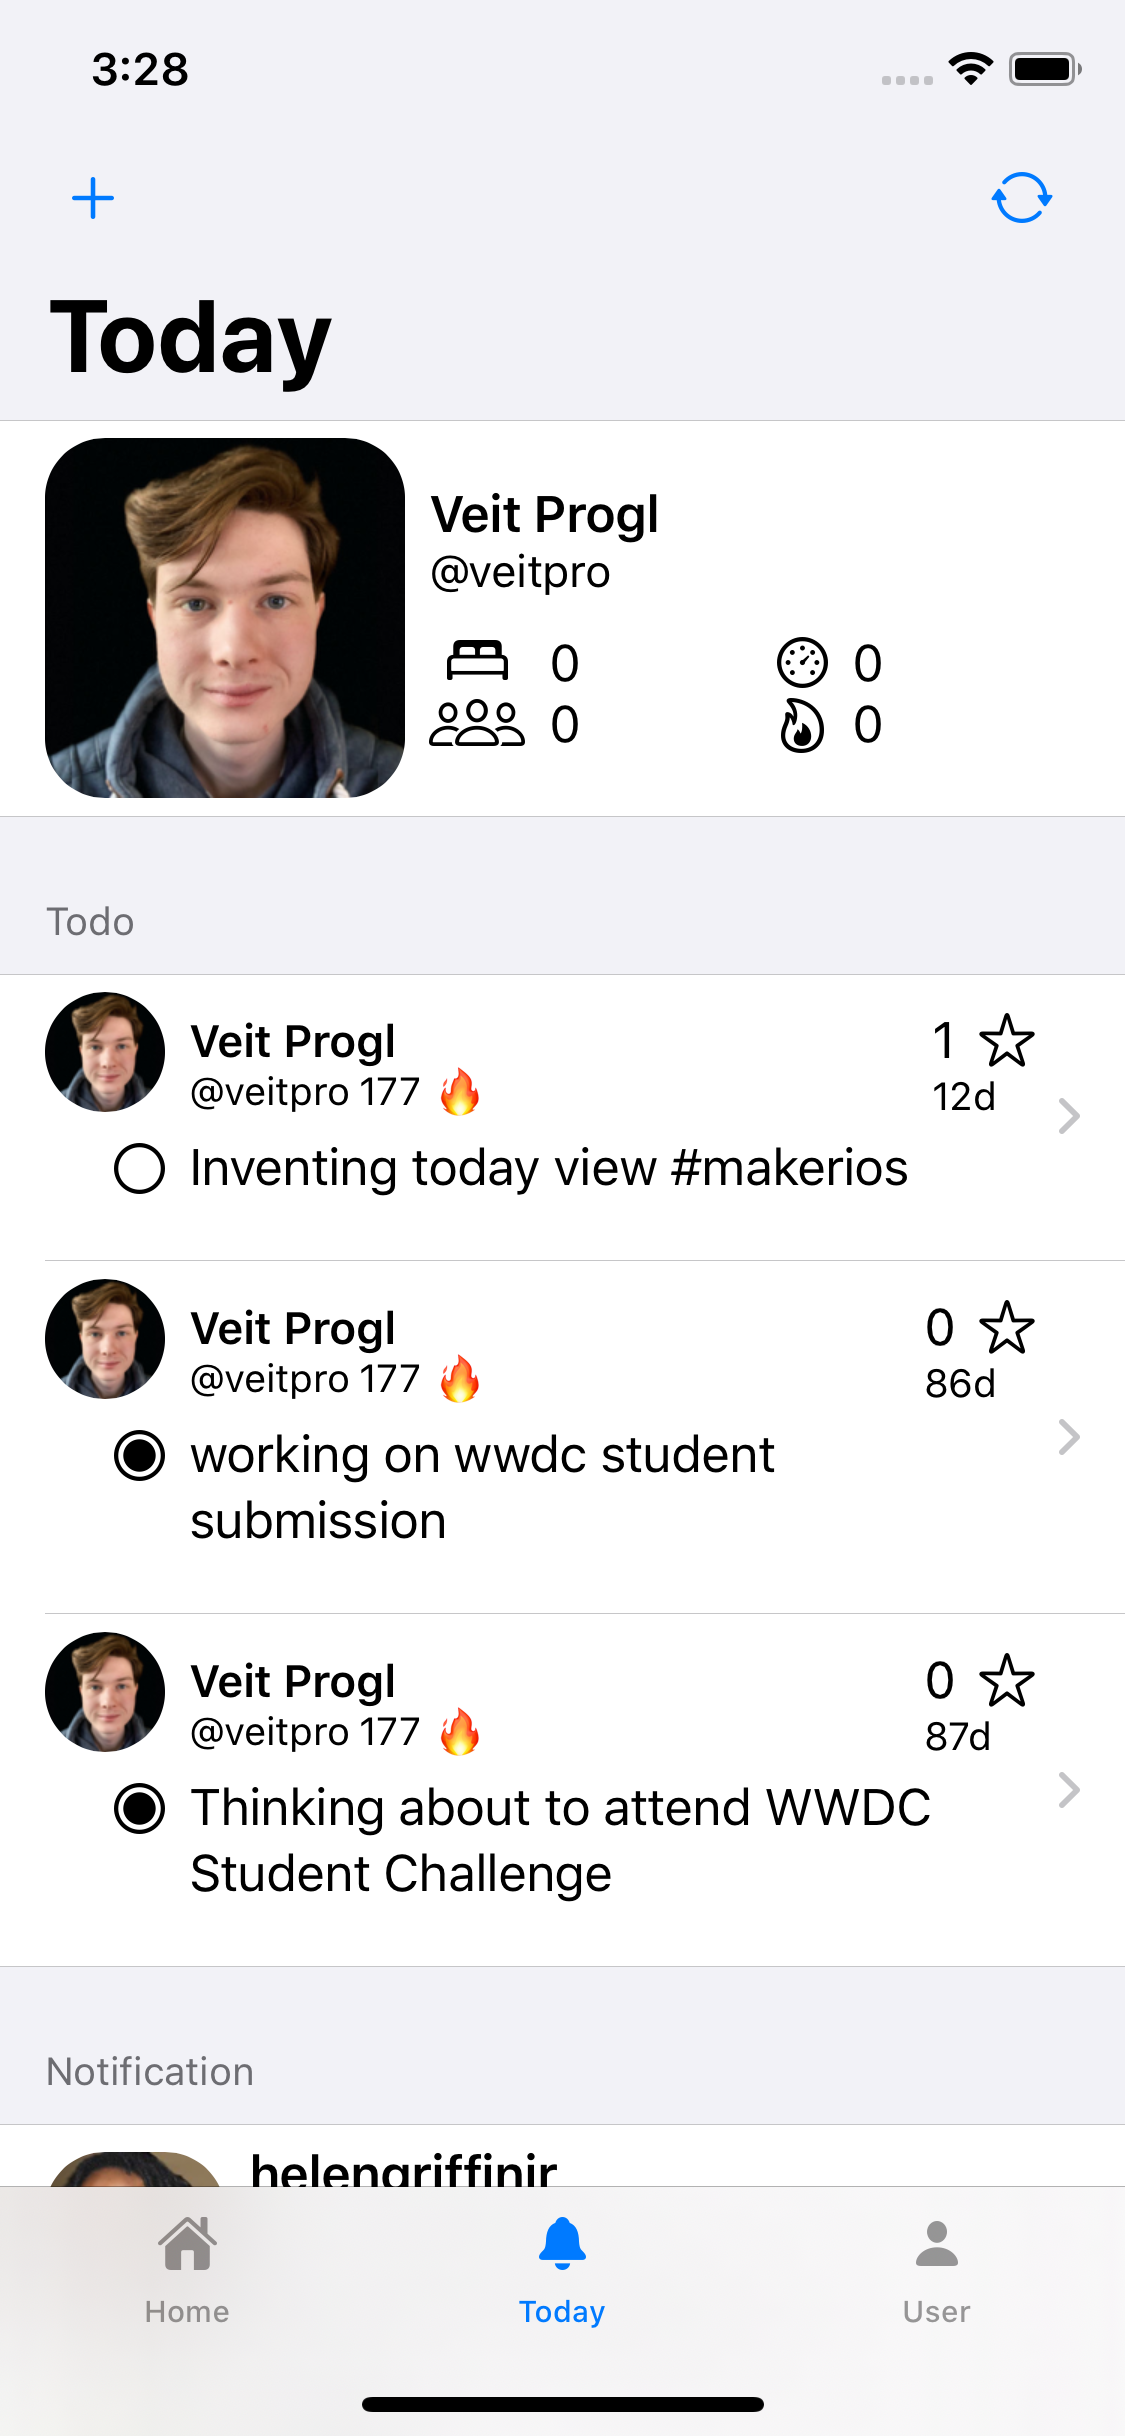 3:28
Today
Veit Progl
@veitpro
0 0
0 0
Todo
Veit Progl 1
@veitpro 177 🔥 12d
Inventing today view #makerios
Veit Progl 0
@veitpro 177 🔥 86d
working on wwdc student
submission
Veit Progl 0
@veitpro 177 🔥 87d
Thinking about to attend WWDC
Student Challenge
Notification
helengriffinjr
Home Today User